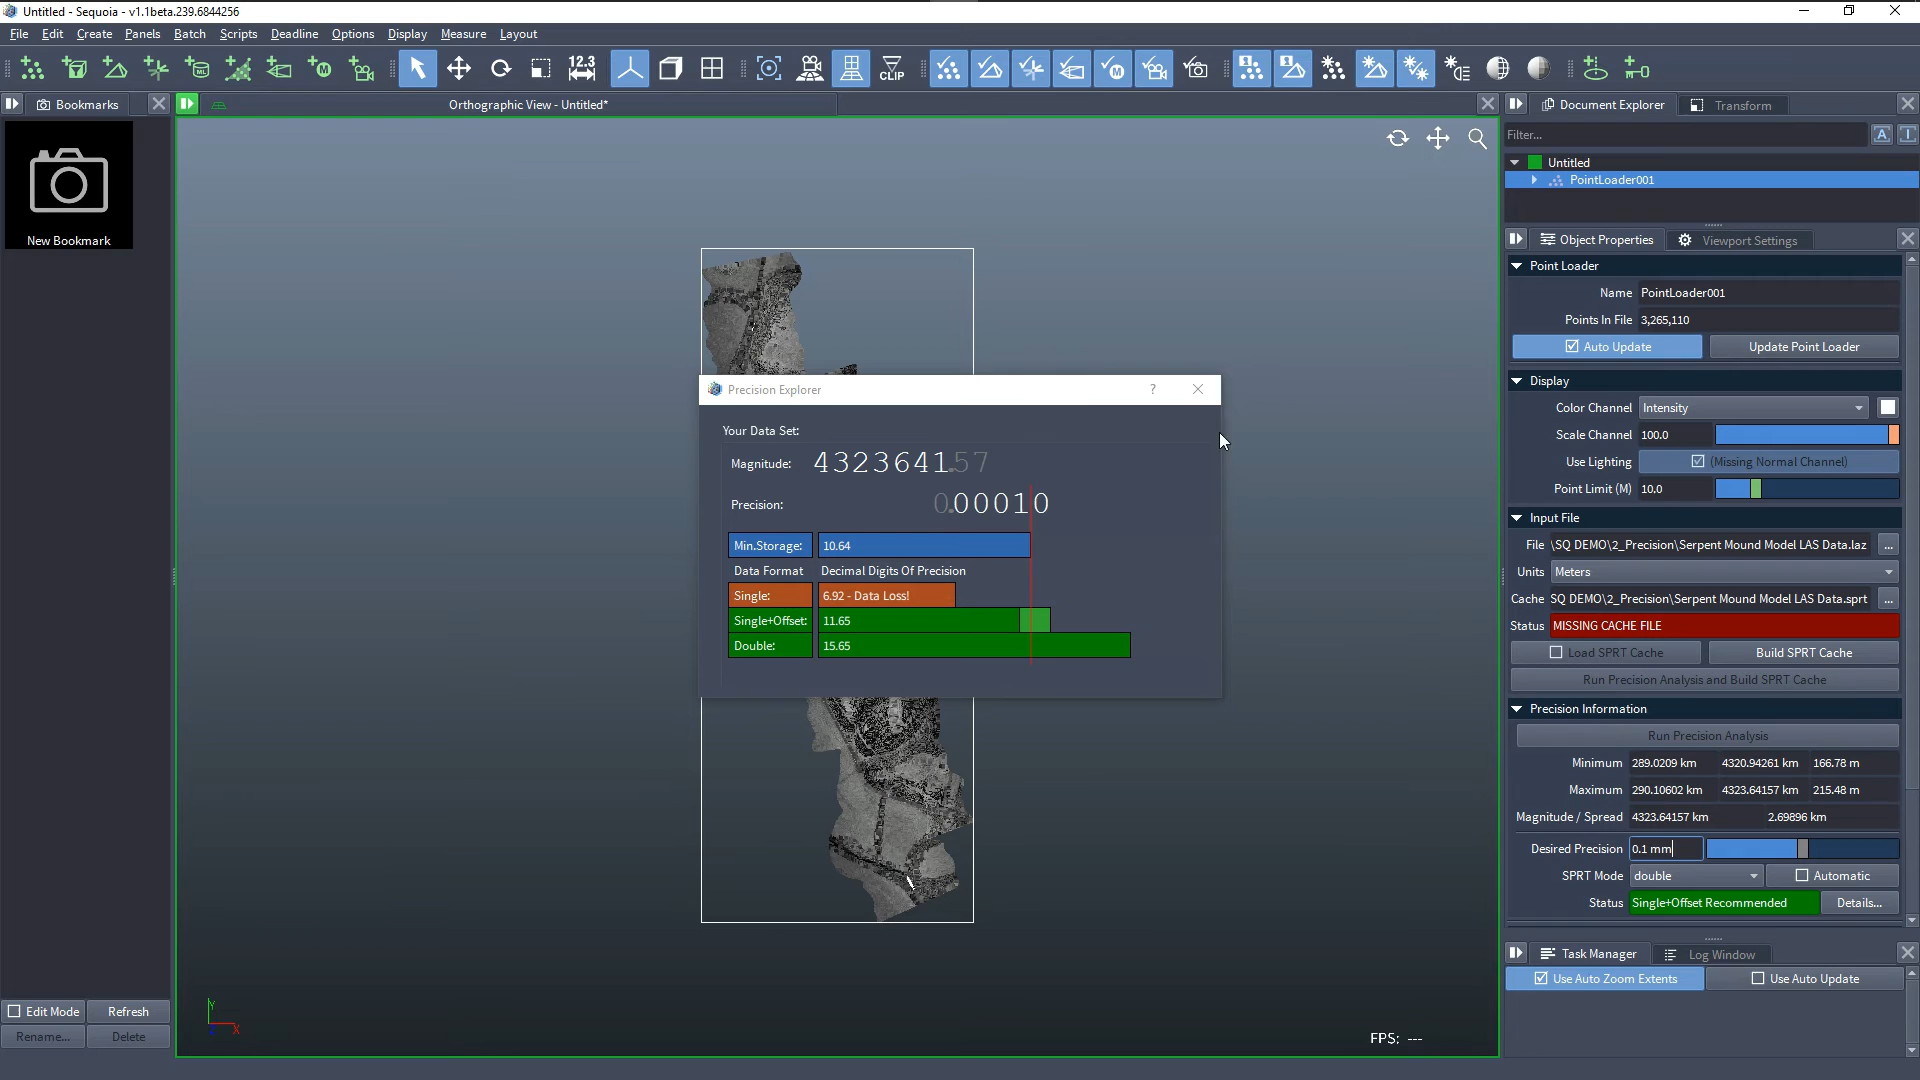 Untitled - Sequoia - v1.1beta.239.6844256
File Edit Create Panels Batch Scripts Deadline Options Display Measure Layout
12.3
CLIP
Bookmarks
Orthographic View - Untitled*
Document Explorer
Transform
New Bookmark
Filter...
A
I
Untitled
PointLoader001
Object Properties
Viewport Settings
Point Loader
Name PointLoader001
Points In File 3,265,110
Auto Update
Update Point Loader
Display
Color Channel Intensity
Scale Channel 100.0
Use Lighting (Missing Normal Channel)
Point Limit (M) 10.0
Input File
File \SQ DEMO\2_Precision\Serpent Mound Model LAS Data.laz ...
Units Meters
Cache SQ DEMO\2_Precision\Serpent Mound Model LAS Data.sprt ...
Status MISSING CACHE FILE
Load SPRT Cache
Build SPRT Cache
Run Precision Analysis and Build SPRT Cache
Precision Information
Run Precision Analysis
Minimum 289.0209 km 4320.94261 km 166.78 m
Maximum 290.10602 km 4323.64157 km 215.48 m
Magnitude / Spread 4323.64157 km 2.69896 km
Desired Precision 0.1 mm
SPRT Mode double
Automatic
Status Single+Offset Recommended
Details...
Task Manager
Log Window
Use Auto Zoom Extents
Use Auto Update
Precision Explorer
?
Your Data Set:
Magnitude: 4323641.57
Precision: 0.00010
Min.Storage: 10.64
Data Format Decimal Digits Of Precision
Single: 6.92 - Data Loss!
Single+Offset: 11.65
Double: 15.65
Edit Mode
Refresh
Rename...
Delete
Y
X
FPS: ---